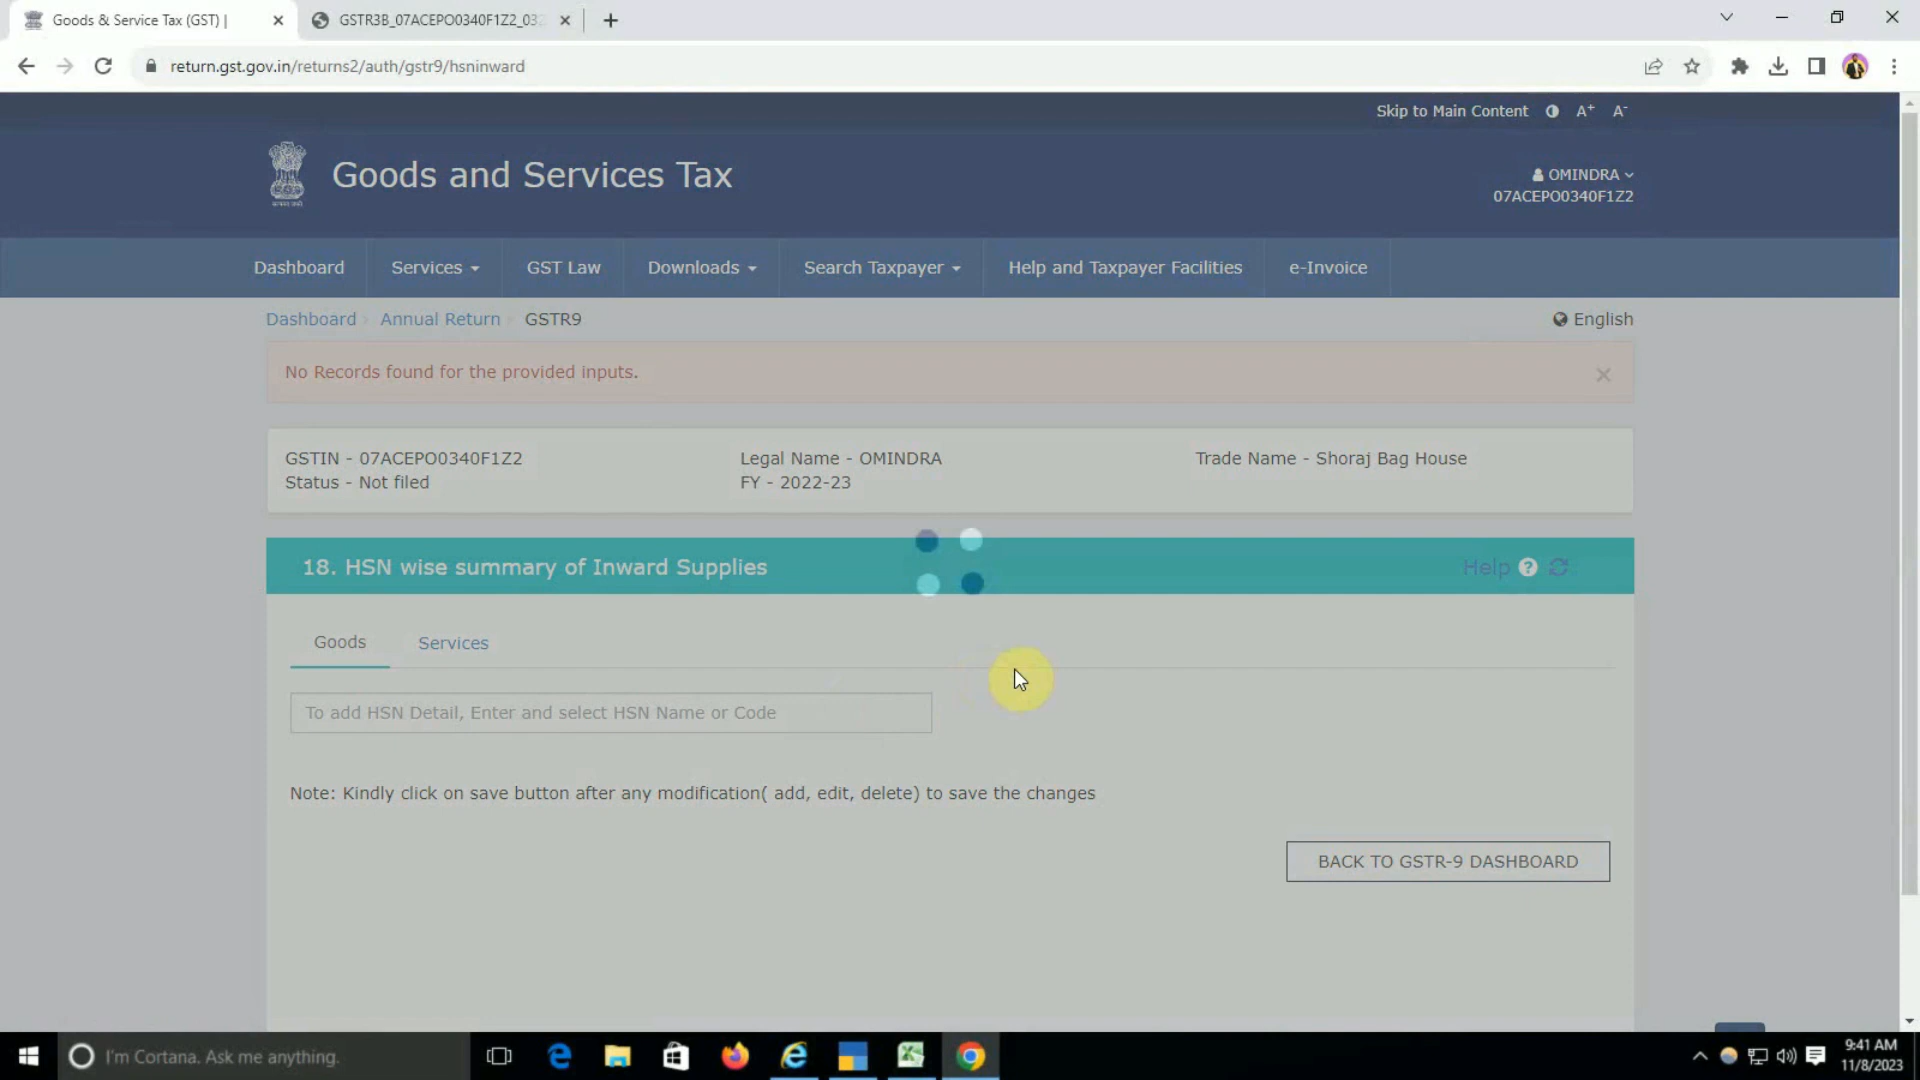 Goods & Service Tax (GST) |
GSTR3B_07ACEPO0340F1Z2_032
return.gst.gov.in/returns2/auth/gstr9/hsninward
Skip to Main Content A+ A-
Goods and Services Tax
OMINDRA
07ACEPO0340F1Z2
Dashboard
Services
GST Law
Downloads
Search Taxpayer
Help and Taxpayer Facilities
e-Invoice
Dashboard Annual Return GSTR9
English
No Records found for the provided inputs.
GSTIN - 07ACEPO0340F1Z2
Legal Name - OMINDRA
Trade Name - Shoraj Bag House
Status - Not filed
FY - 2022-23
18. HSN wise summary of Inward Supplies
Help ?
Goods
Services
To add HSN Detail, Enter and select HSN Name or Code
Note: Kindly click on save button after any modification( add, edit, delete) to save the changes
BACK TO GSTR-9 DASHBOARD
I'm Cortana. Ask me anything.
9:41 AM
11/8/2023